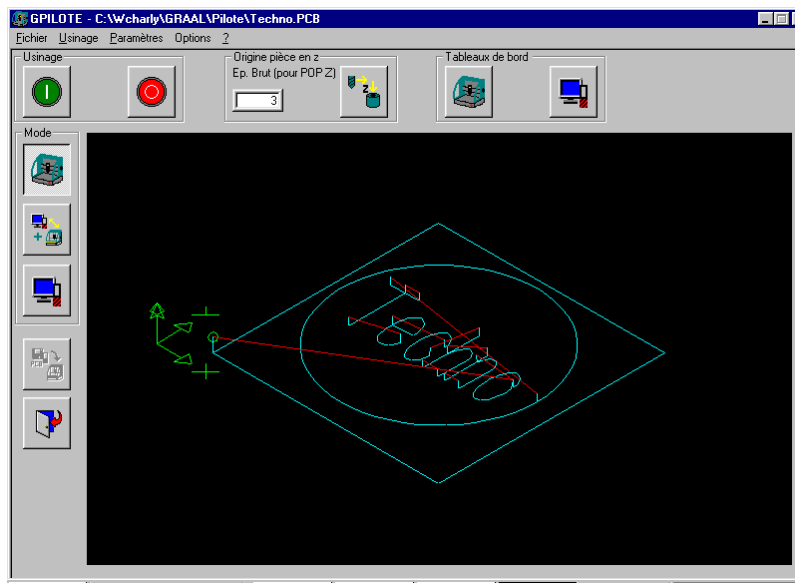 GPILOTE - C:\Wcharly\GRAAL\Pilote\Techno.PCB
Fichier Usinage Paramètres Options ?
Usinage
Origine pièce en z
Tableaux de bord
Ep. Brut (pour POP Z)
3
z
Mode
PCB
Techno